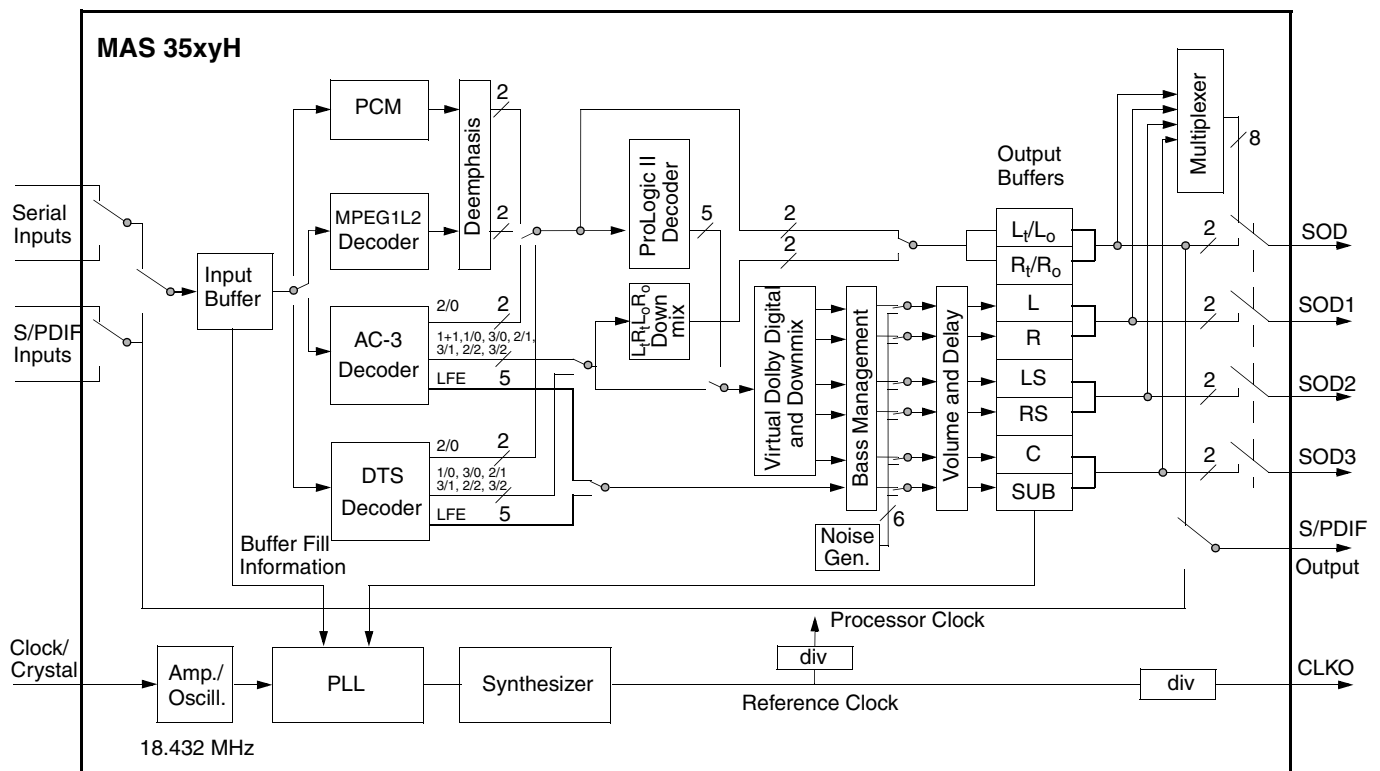 MAS 35xyH
PCM
Deemphasis
2
2
MPEG1L2
Decoder
Serial
Inputs
S/PDIF
Inputs
Input
Buffer
AC-3
Decoder
2/0
2
1+1,1/0, 3/0, 2/1,
3/1, 2/2, 3/2
LFE
5
DTS
Decoder
2/0
2
1/0, 3/0, 2/1
3/1, 2/2, 3/2
LFE
5
ProLogic II
Decoder
5
LtRtLoRo
Down
mix
2
2
Virtual Dolby Digital
and Downmix
Bass Management
Volume and Delay
Noise
Gen.
6
Output
Buffers
Lt/Lo
Rt/Ro
L
R
LS
RS
C
SUB
Multiplexer
8
2
SOD
2
SOD1
2
SOD2
2
SOD3
S/PDIF
Output
Buffer Fill
Information
Clock/
Crystal
Amp./
Oscill.
18.432 MHz
PLL
Synthesizer
Processor Clock
div
Reference Clock
div
CLKO